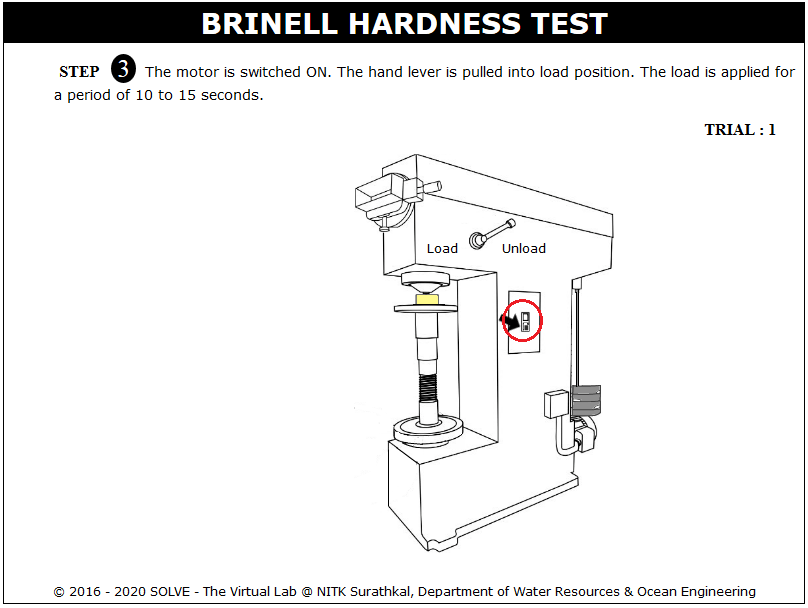 BRINELL HARDNESS TEST
STEP 3 The motor is switched ON. The hand lever is pulled into load position. The load is applied for
a period of 10 to 15 seconds.
TRIAL : 1
Load Unload
© 2016 - 2020 SOLVE - The Virtual Lab @ NITK Surathkal, Department of Water Resources & Ocean Engineering